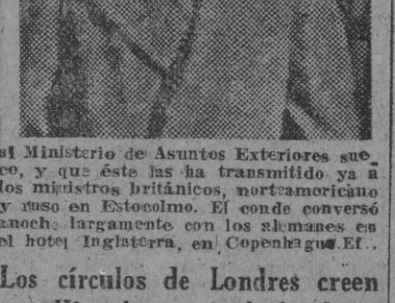 al Ministerio de Asuntos Exteriores sue-
co, y que éste las ha transmitido ya a
los ministros británicos, norteamoricano
y ruso en Estocolmo. El conde conversó
anoche largamente con los alemanes en
el hotel Inglaterra, en Copenhague. Ef..
Los círculos de Londres creen